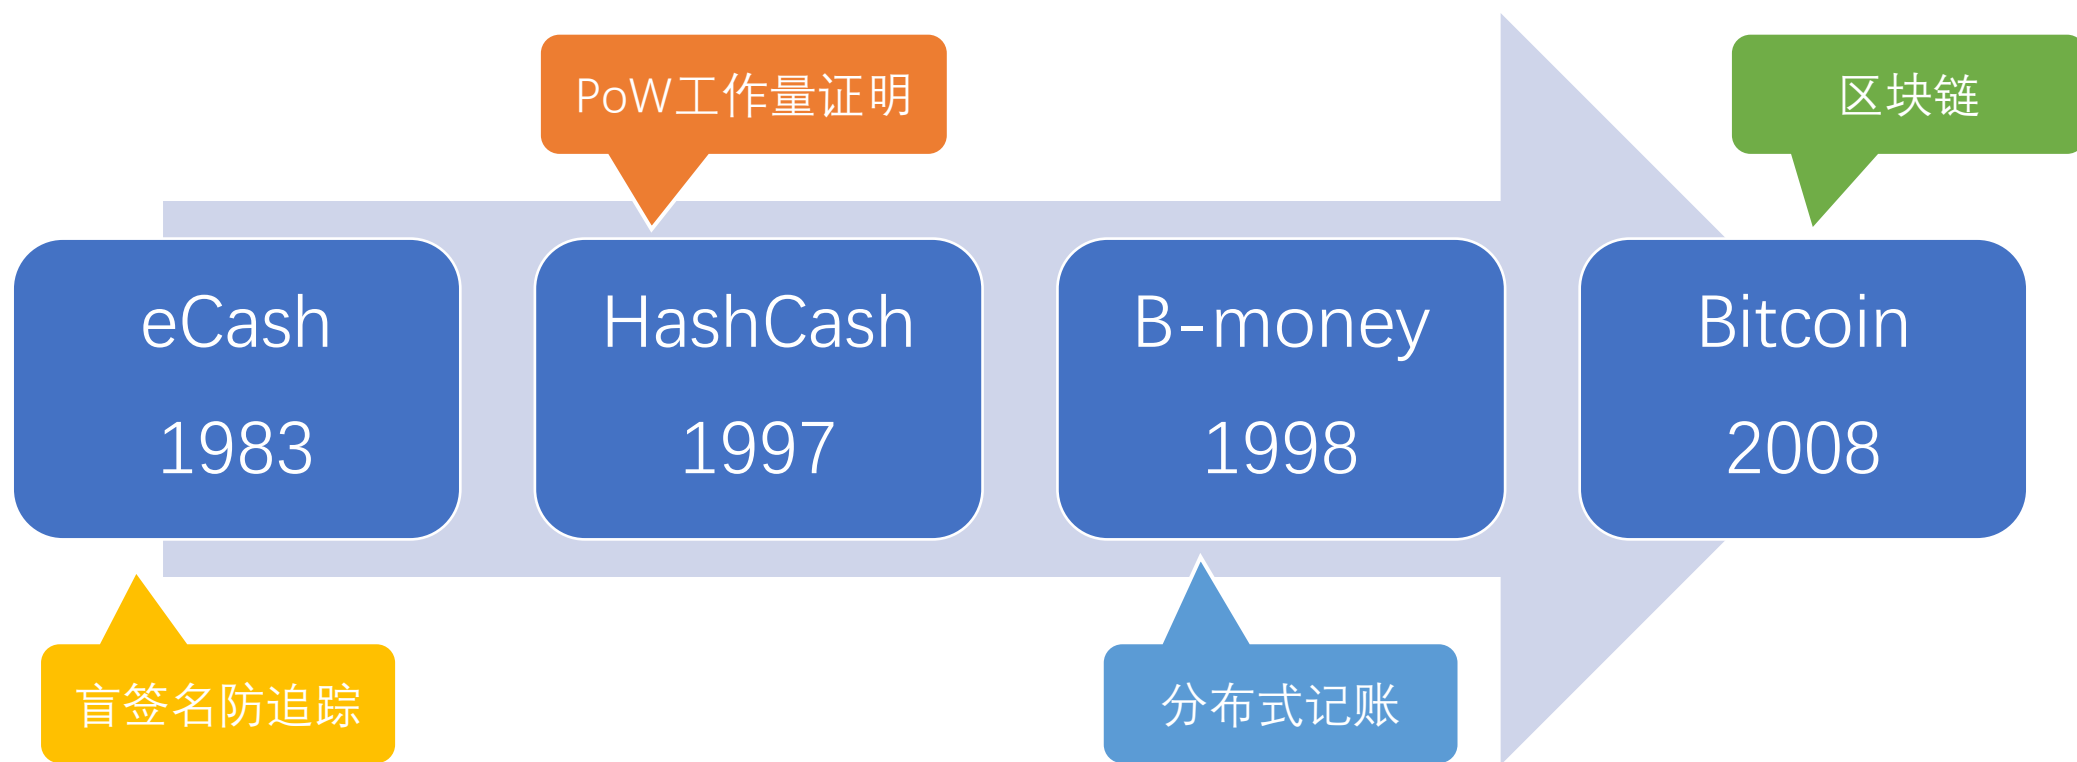 PoW工作量证明
区块链
eCash
1983
HashCash
1997
B-money
1998
Bitcoin
2008
盲签名防追踪
分布式记账